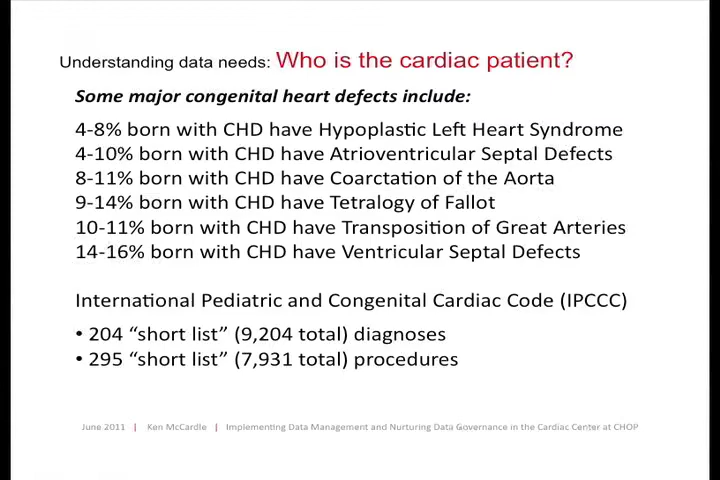 Understanding data needs: Who is the cardiac patient?
Some major congenital heart defects include:
4-8% born with CHD have Hypoplastic Left Heart Syndrome
4-10% born with CHD have Atrioventricular Septal Defects
8-11% born with CHD have Coarctation of the Aorta
9-14% born with CHD have Tetralogy of Fallot
10-11% born with CHD have Transposition of Great Arteries
14-16% born with CHD have Ventricular Septal Defects
International Pediatric and Congenital Cardiac Code (IPCCC)
• 204 “short list” (9,204 total) diagnoses
• 295 “short list” (7,931 total) procedures
June 2011 | Ken McCardle | Implementing Data Management and Nurturing Data Governance in the Cardiac Center at CHOP